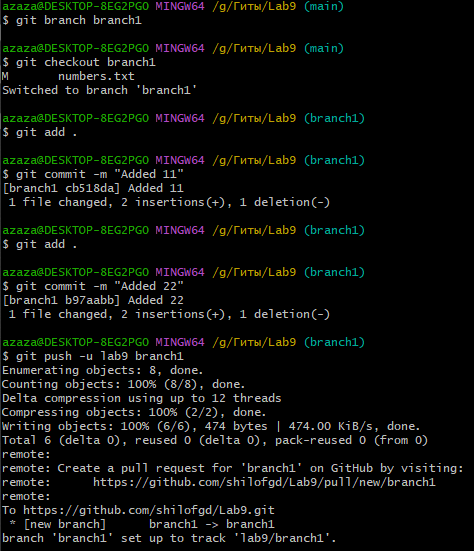 azaza@DESKTOP-8EG2PGO MINGW64 /g/Гиты/Lab9 (main)
$ git branch branch1
azaza@DESKTOP-8EG2PGO MINGW64 /g/Гиты/Lab9 (main)
$ git checkout branch1
M       numbers.txt
Switched to branch 'branch1'
azaza@DESKTOP-8EG2PGO MINGW64 /g/Гиты/Lab9 (branch1)
$ git add .
azaza@DESKTOP-8EG2PGO MINGW64 /g/Гиты/Lab9 (branch1)
$ git commit -m "Added 11"
[branch1 cb518da] Added 11
 1 file changed, 2 insertions(+), 1 deletion(-)
azaza@DESKTOP-8EG2PGO MINGW64 /g/Гиты/Lab9 (branch1)
$ git add .
azaza@DESKTOP-8EG2PGO MINGW64 /g/Гиты/Lab9 (branch1)
$ git commit -m "Added 22"
[branch1 b97aabb] Added 22
 1 file changed, 2 insertions(+), 1 deletion(-)
azaza@DESKTOP-8EG2PGO MINGW64 /g/Гиты/Lab9 (branch1)
$ git push -u lab9 branch1
Enumerating objects: 8, done.
Counting objects: 100% (8/8), done.
Delta compression using up to 12 threads
Compressing objects: 100% (2/2), done.
Writing objects: 100% (6/6), 474 bytes | 474.00 KiB/s, done.
Total 6 (delta 0), reused 0 (delta 0), pack-reused 0 (from 0)
remote:
remote: Create a pull request for 'branch1' on GitHub by visiting:
remote:      https://github.com/shilofgd/Lab9/pull/new/branch1
remote:
To https://github.com/shilofgd/Lab9.git
 * [new branch]      branch1 -> branch1
branch 'branch1' set up to track 'lab9/branch1'.